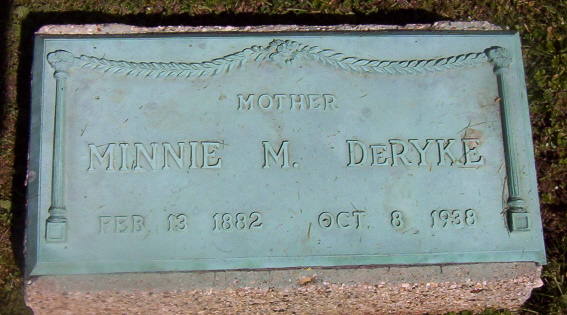 MOTHER
MINNIE M. DERYKE
FEB. 13 1882 OCT. 8 1938